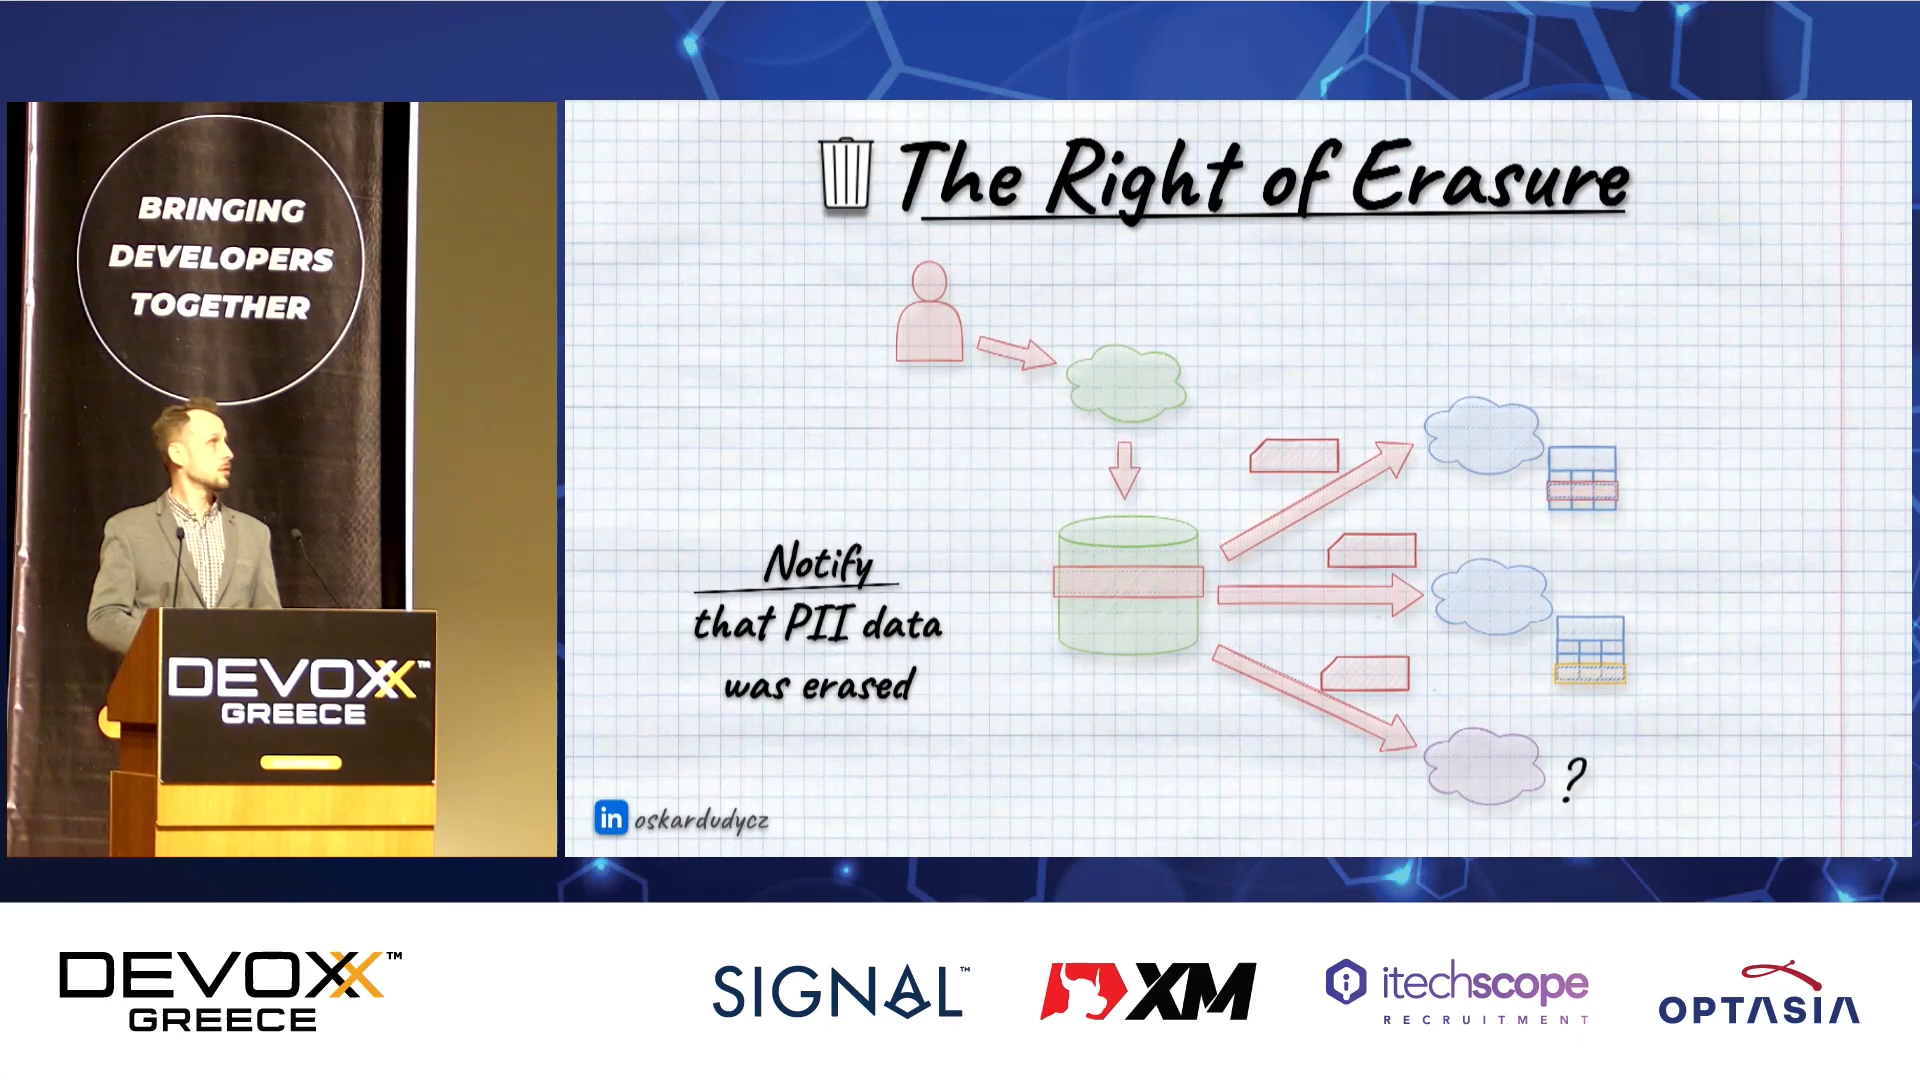 BRINGING
DEVELOPERS
TOGETHER
DEVOXX™
GREECE
The Right of Erasure
Notify
that PII data
was erased
?
in oskardudycz
DEVOXX™
GREECE
SIGNAL™
XM
itechscope
RECRUITMENT
OPTASIA